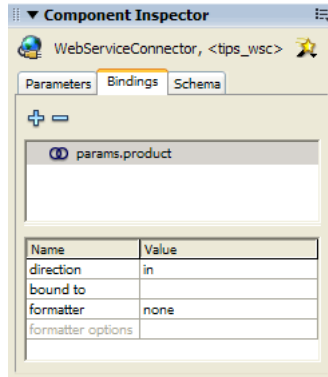 Component Inspector
WebServiceConnector, <tips_wsc>
Parameters Bindings Schema
params.product
Name Value
direction in
bound to
formatter none
formatter options